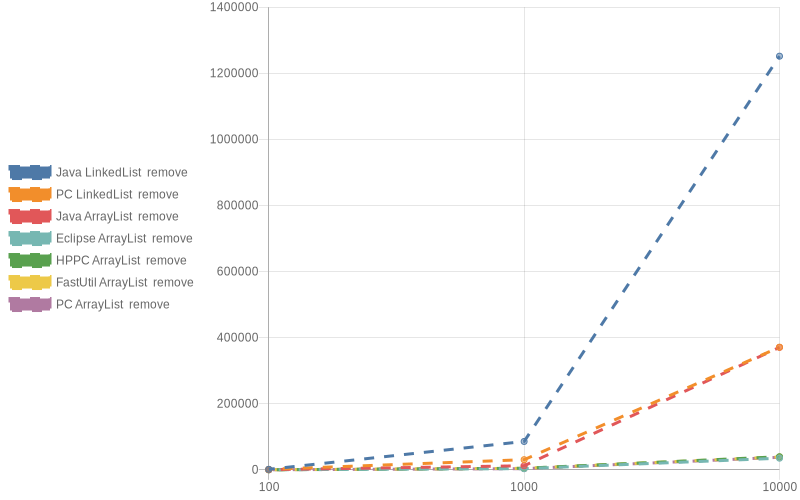 1400000
1200000
1000000
800000
600000
400000
200000
0
Java LinkedList remove
PC LinkedList remove
Java ArrayList remove
Eclipse ArrayList remove
HPPC ArrayList remove
FastUtil ArrayList remove
PC ArrayList remove
100 1000 10000